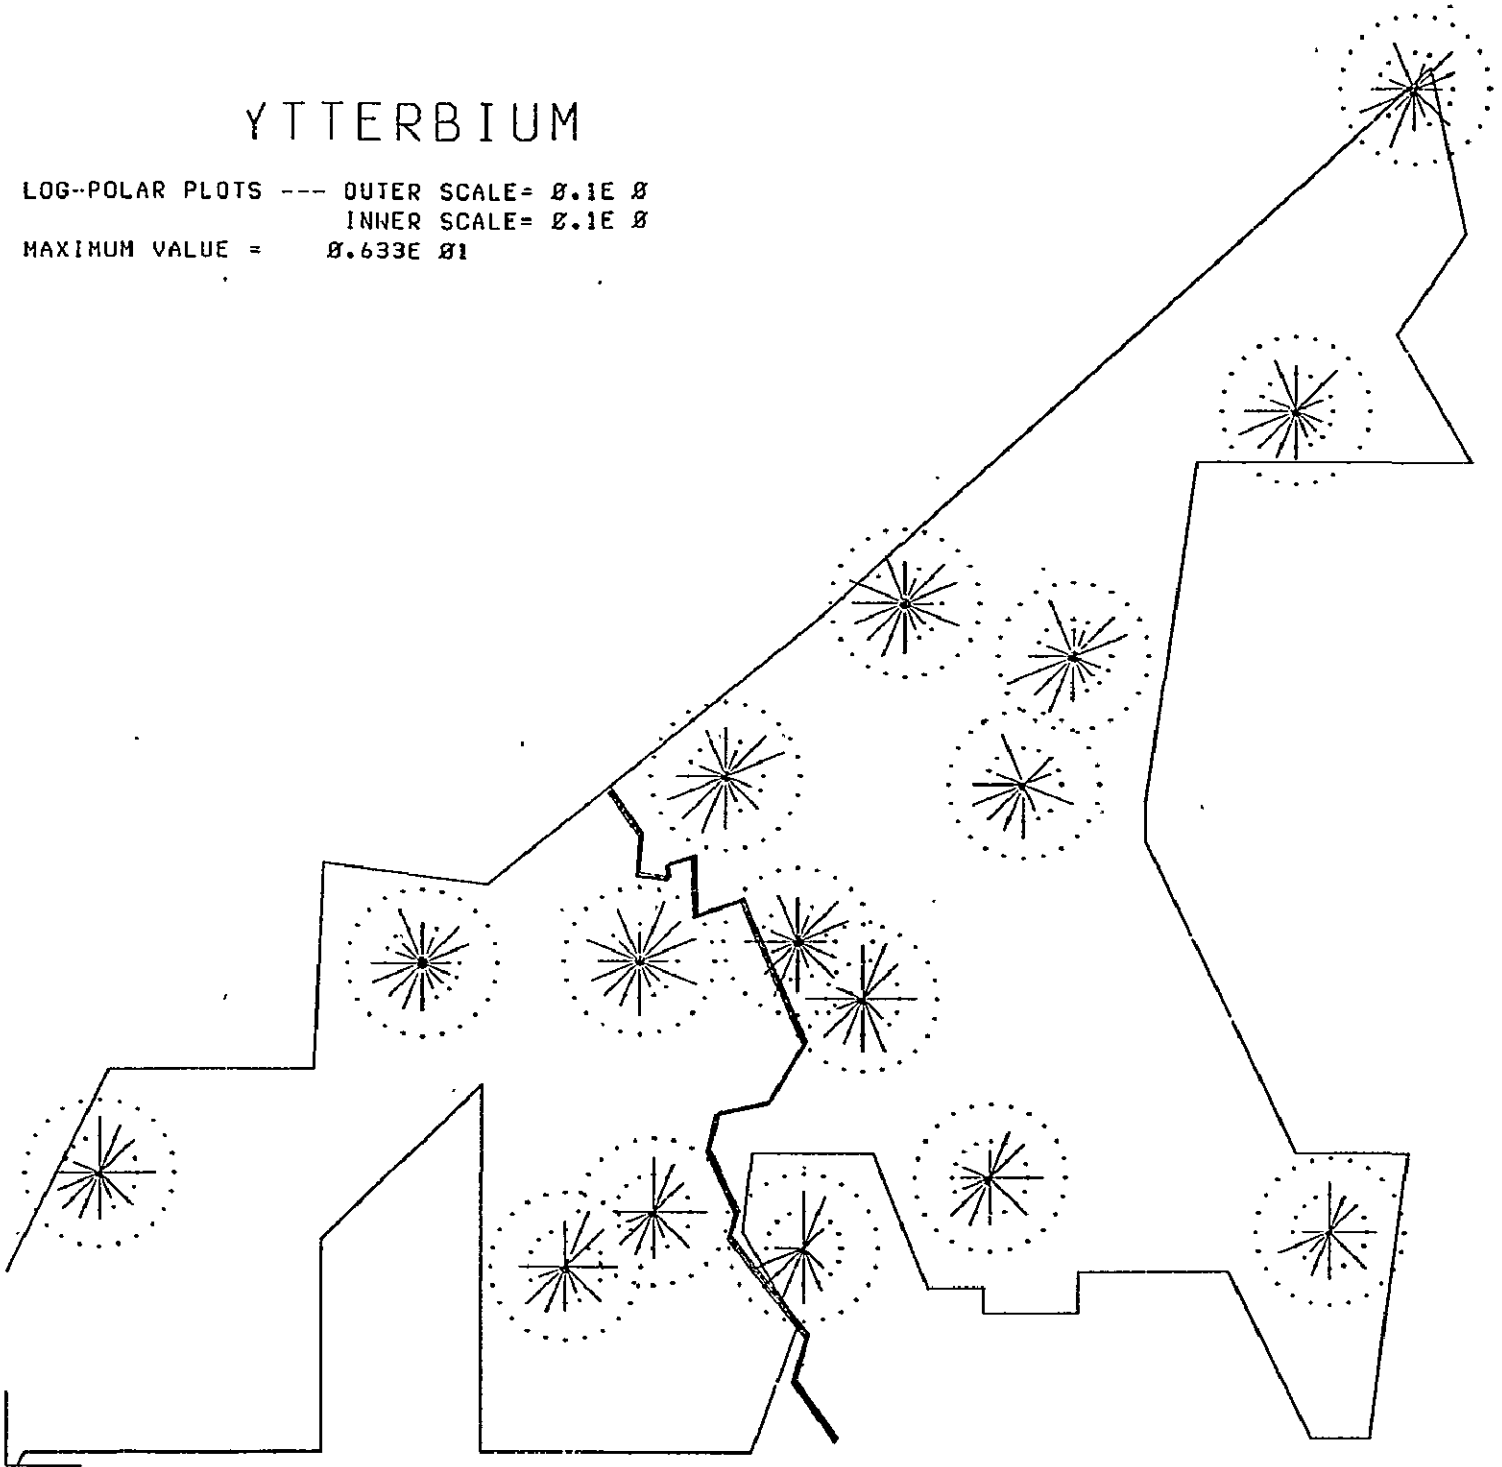 YTTERBIUM
LOG-POLAR PLOTS --- OUTER SCALE= Ø.1E Ø
INNER SCALE= Ø.1E Ø
MAXIMUM VALUE = Ø.633E Ø1